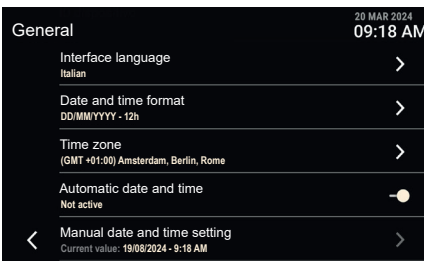 20 MAR 2024
General
09:18 AM
Interface language
Italian
Date and time format
DD/MM/YYYY - 12h
Time zone
(GMT +01:00) Amsterdam, Berlin, Rome
Automatic date and time
Not active
Manual date and time setting
Current value: 19/08/2024 - 9:18 AM